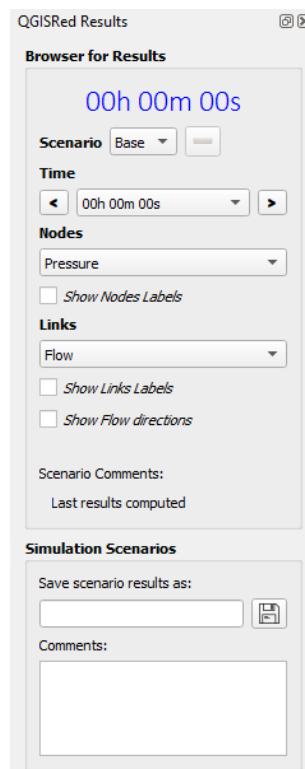 QGISRed Results
Browser for Results
00h 00m 00s
Scenario Base
Time
< 00h 00m 00s >
Nodes
Pressure
Show Nodes Labels
Links
Flow
Show Links Labels
Show Flow directions
Scenario Comments:
Last results computed
Simulation Scenarios
Save scenario results as:
Comments: